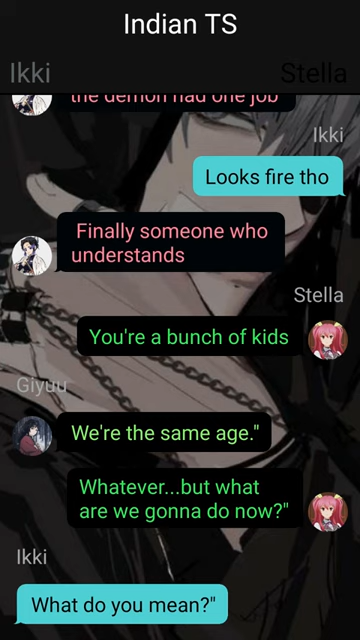 Indian TS
Ikki
Stella
the demon had one job
Ikki
Looks fire tho
Finally someone who
understands
Stella
You're a bunch of kids
Giyuu
We're the same age."
Whatever...but what
are we gonna do now?"
Ikki
What do you mean?"